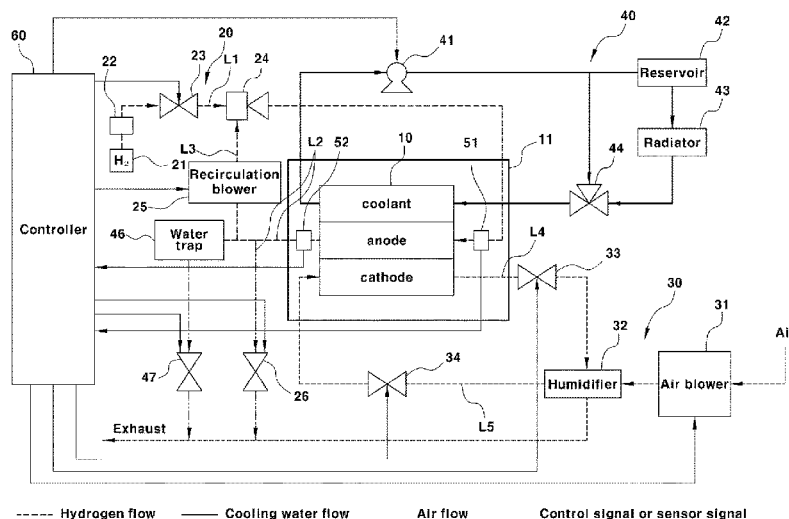 60
41
40
42
Reservoir
22
23
20
L1
24
43
Radiator
H₂
21
L3
L2
52
10
51
11
44
Recirculation
blower
25
coolant
Controller
46
Water
trap
anode
L4
cathode
33
30
32
31
Ai
47
26
34
Humidifier
Air blower
L5
Exhaust
Hydrogen flow
Cooling water flow
Air flow
Control signal or sensor signal